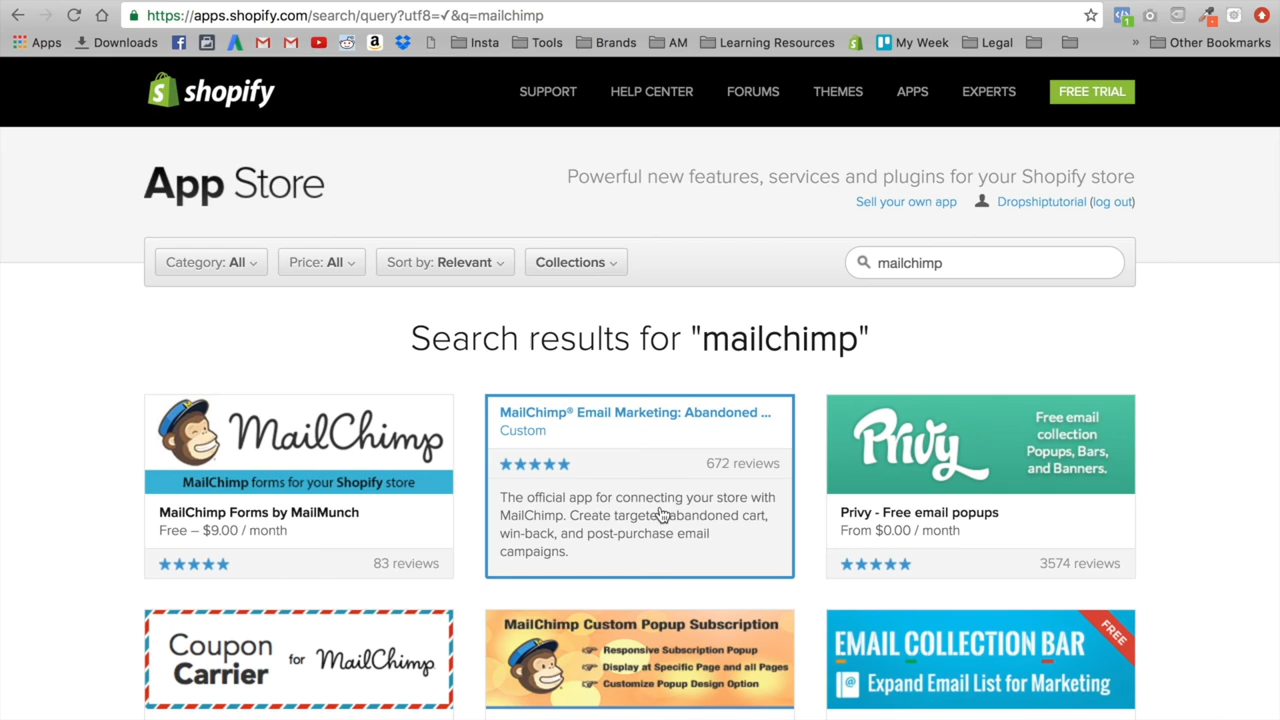 https://apps.shopify.com/search/query?utf8=✓&q=mailchimp
Apps
Downloads
Insta
Tools
Brands
AM
Learning Resources
My Week
Legal
»
Other Bookmarks
1
shopify
SUPPORT
HELP CENTER
FORUMS
THEMES
APPS
EXPERTS
FREE TRIAL
App Store
Powerful new features, services and plugins for your Shopify store
Sell your own app
Dropshiptutorial (log out)
Category: All
Price: All
Sort by: Relevant
Collections
mailchimp
Search results for "mailchimp"
MailChimp
MailChimp forms for your Shopify store
MailChimp Forms by MailMunch
Free – $9.00 / month
83 reviews
MailChimp® Email Marketing: Abandoned ...
Custom
672 reviews
The official app for connecting your store with
MailChimp. Create targeted abandoned cart,
win-back, and post-purchase email
campaigns.
Privy
Free email
collection
Popups, Bars,
and Banners.
Privy - Free email popups
From $0.00 / month
3574 reviews
Coupon
Carrier
for MailChimp
MailChimp Custom Popup Subscription
Responsive Subscription Popup
Display at Specific Page and all Pages
Customize Popup Design Option
FREE
EMAIL COLLECTION BAR
Expand Email List for Marketing